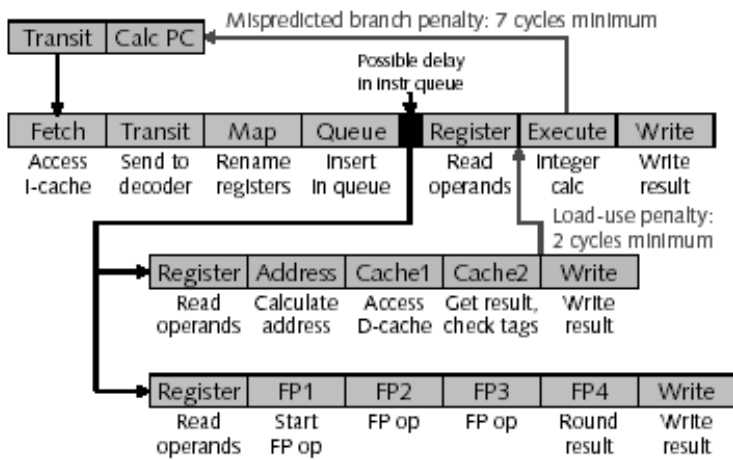 Mispredicted branch penalty: 7 cycles minimum
Transit Calc PC
Possible delay
in instr queue
Fetch Transit Map Queue Register Execute Write
Access Send to Rename Insert Read Integer Write
I-cache decoder registers in queue operands calc result
Load-use penalty:
2 cycles minimum
Register Address Cache1 Cache2 Write
Read Calculate Access Get result, Write
operands address D-cache check tags result
Register FP1 FP2 FP3 FP4 Write
Read Start FP op FP op Round Write
operands FP op result result